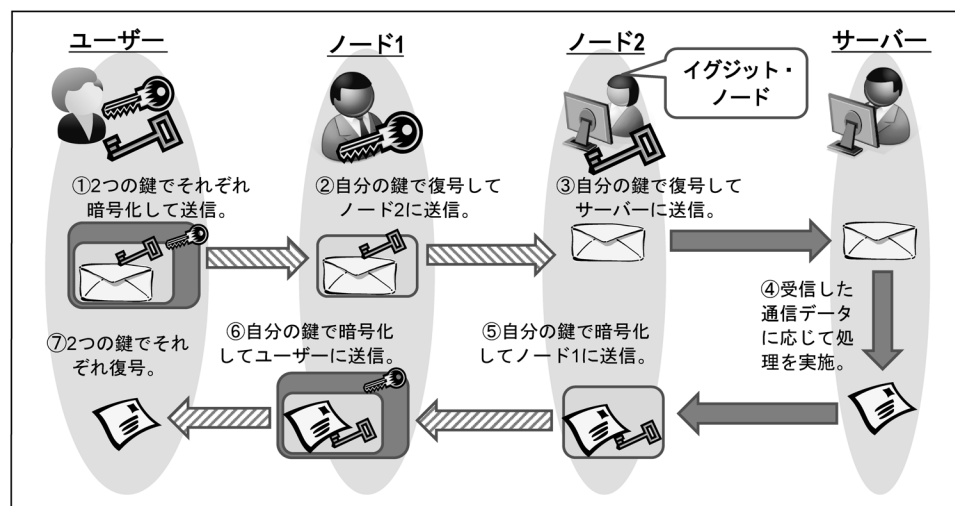 ユーザー
ノード1
ノード2
サーバー
イグジット・
ノード
①2つの鍵でそれぞれ
暗号化して送信。
②自分の鍵で復号して
ノード2に送信。
③自分の鍵で復号して
サーバーに送信。
④受信した
通信データ
に応じて処
理を実施。
⑤自分の鍵で暗号化
してノード1に送信。
⑥自分の鍵で暗号化
してユーザーに送信。
⑦2つの鍵でそれ
ぞれ復号。